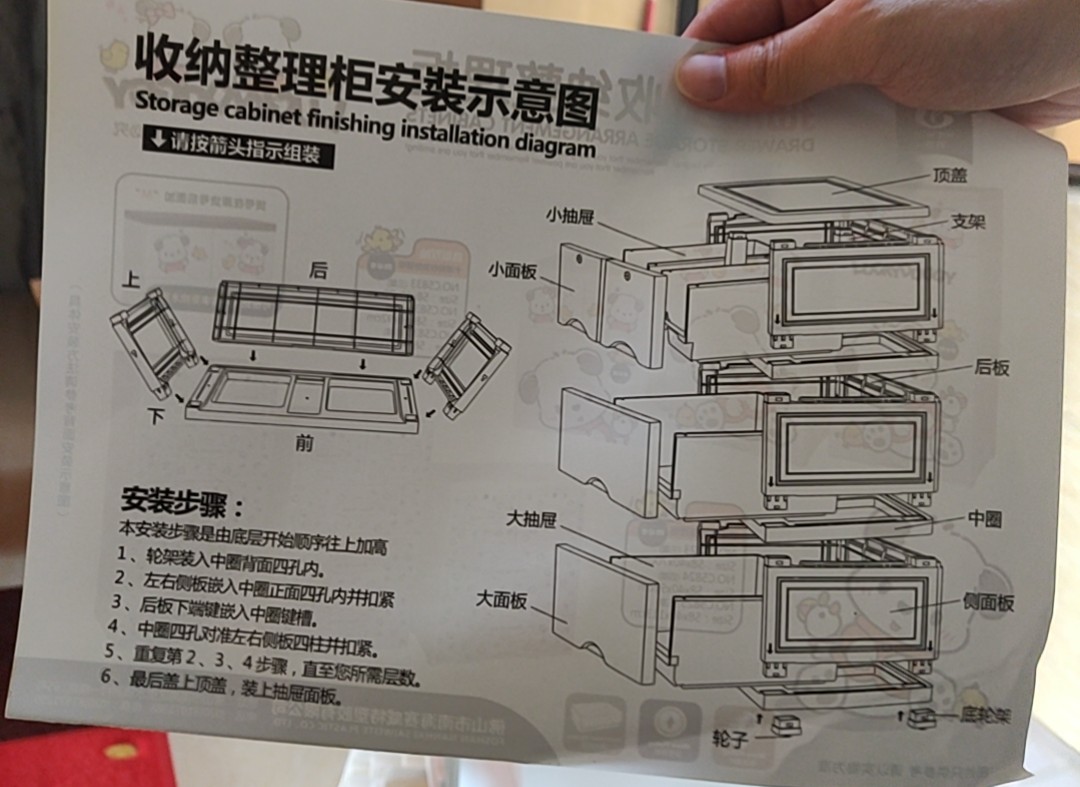 收纳整理柜安装示意图
Storage cabinet finishing installation diagram
请按箭头指示组装
上
后
下
前
顶盖
支架
小抽屉
小面板
后板
中圈
大抽屉
大面板
侧面板
底轮架
轮子
安装步骤：
本安装步骤是由底层开始顺序往上加高
1、轮架装入中圈背面四孔内。
2、左右侧板嵌入中圈正面四孔内并扣紧
3、后板下端键嵌入中圈键槽。
4、中圈四孔对准左右侧板四柱并扣紧。
5、重复第2、3、4步骤，直至您所需层数。
6、最后盖上顶盖，装上抽屉面板。